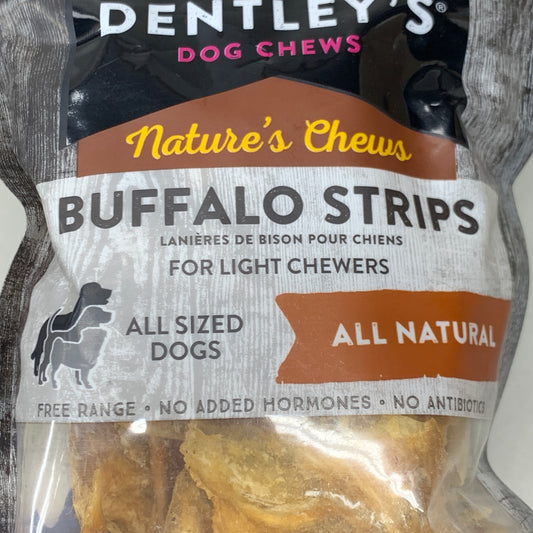 DENTLEY'S®
DOG CHEWS
Nature's Chews
BUFFALO STRIPS
LANIÈRES DE BISON POUR CHIENS
FOR LIGHT CHEWERS
ALL SIZED
DOGS
ALL NATURAL
FREE RANGE • NO ADDED HORMONES • NO ANTIBIOTICS